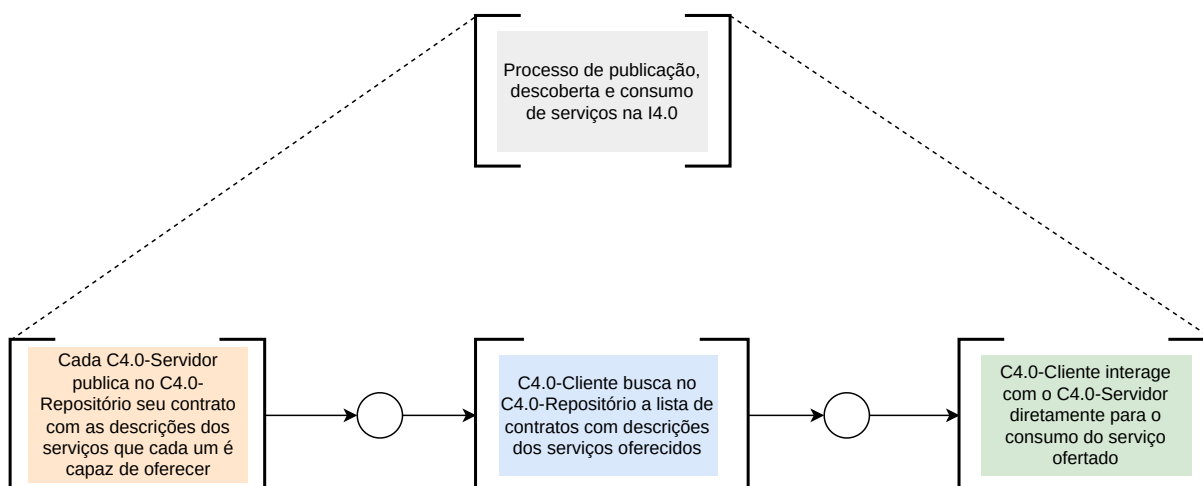 Processo de publicação,
descoberta e consumo
de serviços na I4.0
Cada C4.0-Servidor
publica no C4.0-
Repositório seu contrato
com as descrições dos
serviços que cada um é
capaz de oferecer
C4.0-Cliente busca no
C4.0-Repositório a lista de
contratos com descrições
dos serviços oferecidos
C4.0-Cliente interage
com o C4.0-Servidor
diretamente para o
consumo do serviço
ofertado